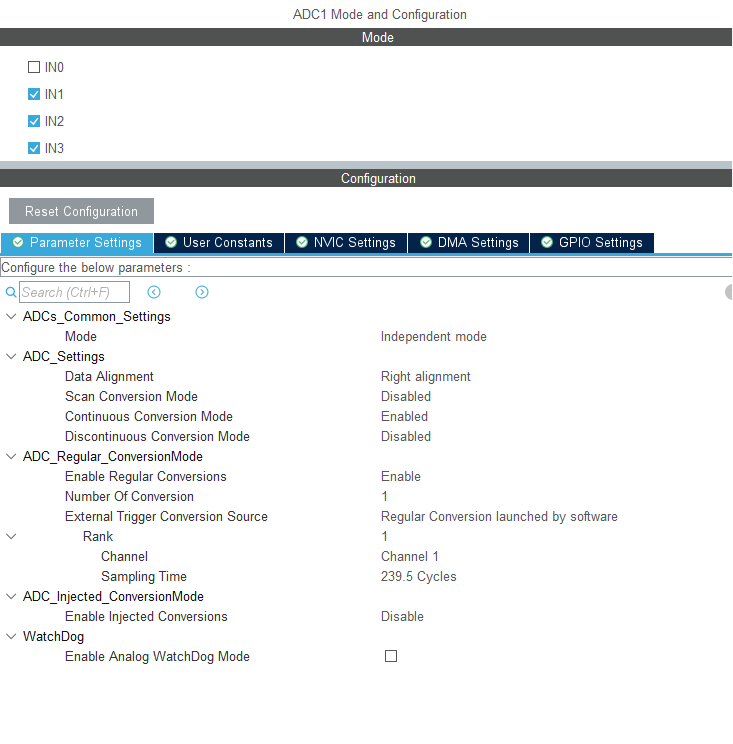 ADC1 Mode and Configuration
Mode
IN0
IN1
IN2
IN3
Configuration
Reset Configuration
Parameter Settings User Constants NVIC Settings DMA Settings GPIO Settings
Configure the below parameters :
Search (Ctrl+F)
ADCs_Common_Settings
Mode Independent mode
ADC_Settings
Data Alignment Right alignment
Scan Conversion Mode Disabled
Continuous Conversion Mode Enabled
Discontinuous Conversion Mode Disabled
ADC_Regular_ConversionMode
Enable Regular Conversions Enable
Number Of Conversion 1
External Trigger Conversion Source Regular Conversion launched by software
Rank 1
Channel Channel 1
Sampling Time 239.5 Cycles
ADC_Injected_ConversionMode
Enable Injected Conversions Disable
WatchDog
Enable Analog WatchDog Mode